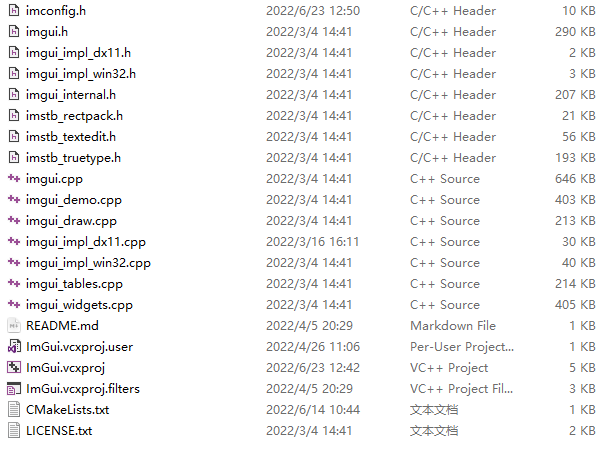 imconfig.h 2022/6/23 12:50 C/C++ Header 10 KB
imgui.h 2022/3/4 14:41 C/C++ Header 290 KB
imgui_impl_dx11.h 2022/3/4 14:41 C/C++ Header 2 KB
imgui_impl_win32.h 2022/3/4 14:41 C/C++ Header 3 KB
imgui_internal.h 2022/3/4 14:41 C/C++ Header 207 KB
imstb_rectpack.h 2022/3/4 14:41 C/C++ Header 21 KB
imstb_textedit.h 2022/3/4 14:41 C/C++ Header 56 KB
imstb_truetype.h 2022/3/4 14:41 C/C++ Header 193 KB
imgui.cpp 2022/3/4 14:41 C++ Source 646 KB
imgui_demo.cpp 2022/3/4 14:41 C++ Source 403 KB
imgui_draw.cpp 2022/3/4 14:41 C++ Source 213 KB
imgui_impl_dx11.cpp 2022/3/16 16:11 C++ Source 30 KB
imgui_impl_win32.cpp 2022/3/4 14:41 C++ Source 40 KB
imgui_tables.cpp 2022/3/4 14:41 C++ Source 214 KB
imgui_widgets.cpp 2022/3/4 14:41 C++ Source 405 KB
README.md 2022/4/5 20:29 Markdown File 1 KB
ImGui.vcxproj.user 2022/4/26 11:06 Per-User Project... 1 KB
ImGui.vcxproj 2022/6/23 12:42 VC++ Project 5 KB
ImGui.vcxproj.filters 2022/4/5 20:29 VC++ Project Fil... 3 KB
CMakeLists.txt 2022/6/14 10:44 文本文档 1 KB
LICENSE.txt 2022/3/4 14:41 文本文档 2 KB